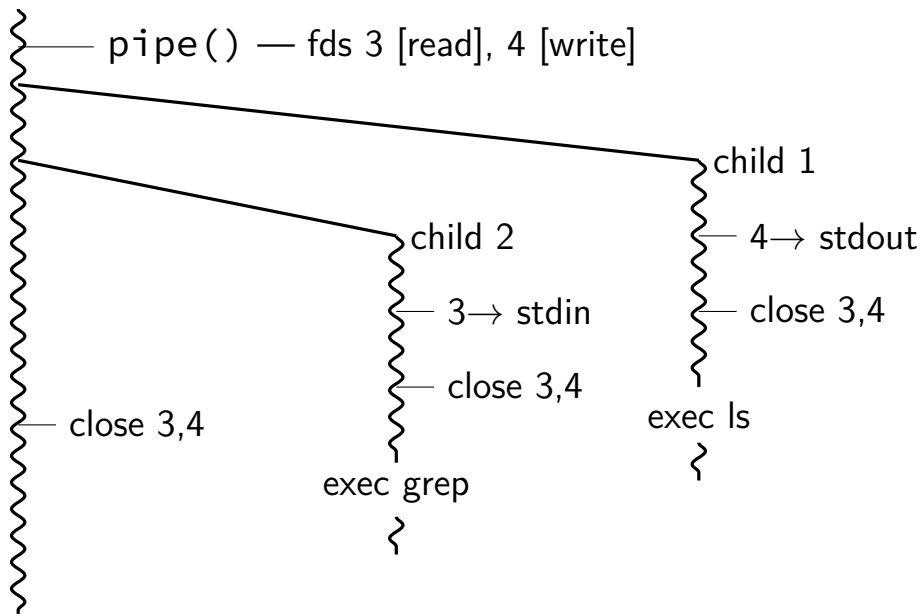 pipe() — fds 3 [read], 4 [write]
child 1
child 2
4→ stdout
3→ stdin
close 3,4
close 3,4
exec ls
close 3,4
exec grep